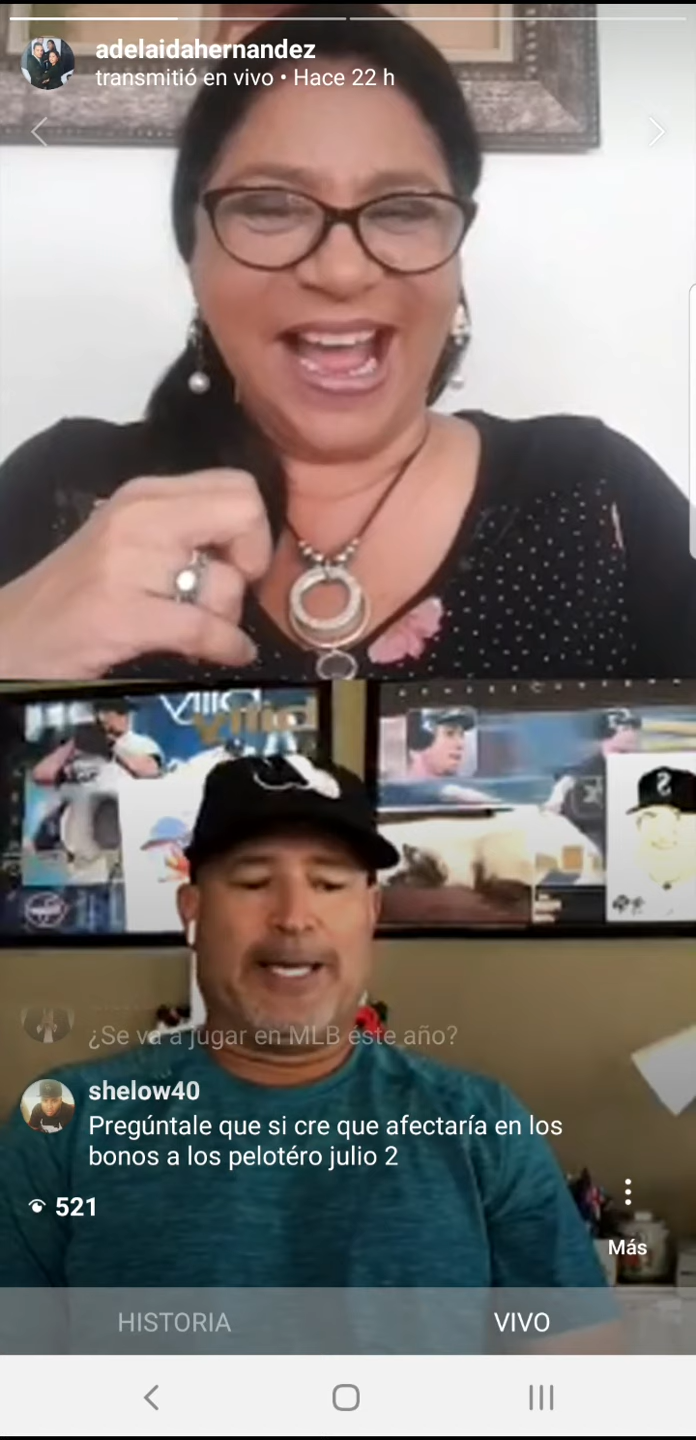 adelaidahernandez
transmitió en vivo • Hace 22 h
¿Se va a jugar en MLB este año?
shelow40
Pregúntale que si cre que afectaría en los
bonos a los pelotéro julio 2
521
Más
HISTORIA
VIVO